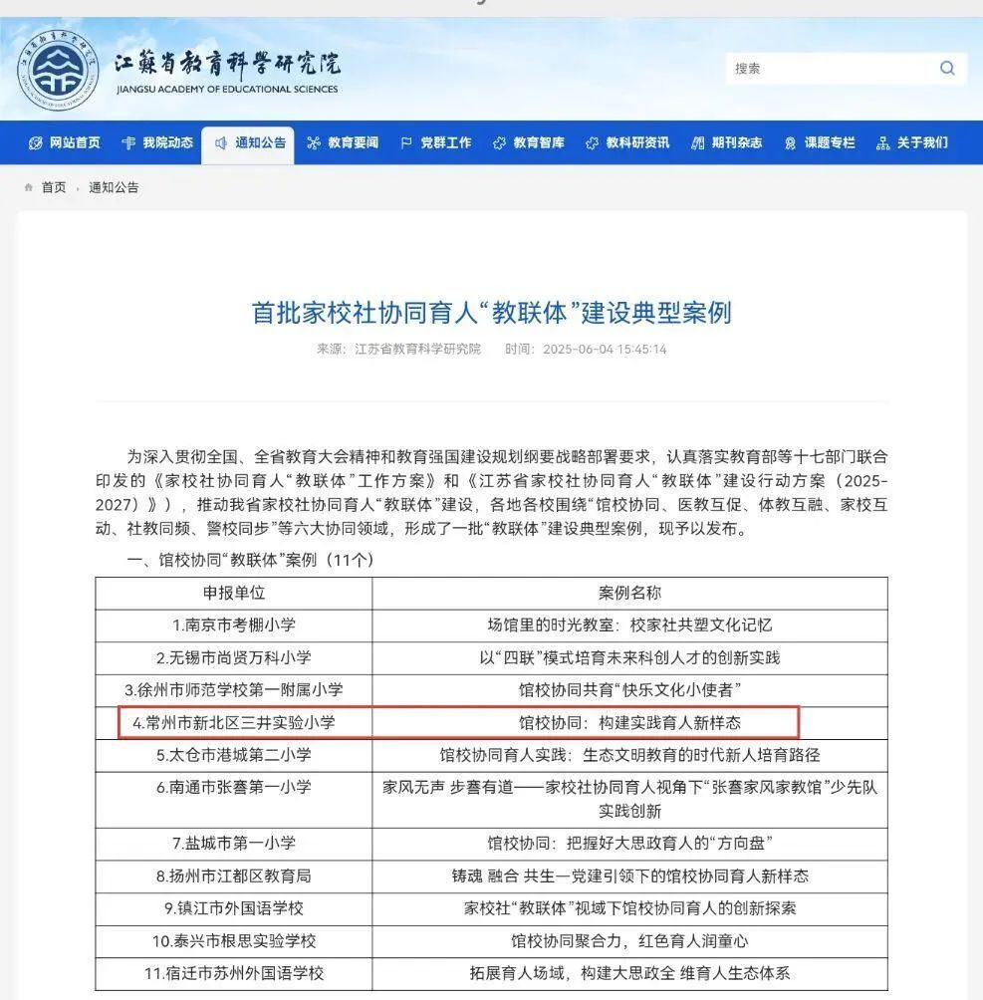 江蘇省教育科學研究院
JIANGSU ACADEMY OF EDUCATIONAL SCIENCES
搜索
网站首页 我院动态 通知公告 教育要闻 党群工作 教育智库 教科研资讯 期刊杂志 课题专栏 关于我们
首页 › 通知公告
首批家校社协同育人“教联体”建设典型案例
来源：江苏省教育科学研究院 时间：2025-06-04 15:45:14
为深入贯彻全国、全省教育大会精神和教育强国建设规划纲要战略部署要求，认真落实教育部等十七部门联合
印发的《家校社协同育人“教联体”工作方案》和《江苏省家校社协同育人“教联体”建设行动方案（2025-
2027）》），推动我省家校社协同育人“教联体”建设，各地各校围绕“馆校协同、医教互促、体教互融、家校互
动、社教同频、警校同步”等六大协同领域，形成了一批“教联体”建设典型案例，现予以发布。
一、馆校协同“教联体”案例（11个）
申报单位 案例名称
1.南京市考棚小学 场馆里的时光教室：校家社共塑文化记忆
2.无锡市尚贤万科小学 以“四联”模式培育未来科创人才的创新实践
3.徐州市师范学校第一附属小学 馆校协同共育“快乐文化小使者”
4.常州市新北区三井实验小学 馆校协同：构建实践育人新样态
5.太仓市港城第二小学 馆校协同育人实践：生态文明教育的时代新人培育路径
6.南通市张謇第一小学 家风无声 步謇有道——家校社协同育人视角下“张謇家风家教馆”少先队
实践创新
7.盐城市第一小学 馆校协同：把握好大思政育人的“方向盘”
8.扬州市江都区教育局 铸魂 融合 共生—党建引领下的馆校协同育人新样态
9.镇江市外国语学校 家校社“教联体”视域下馆校协同育人的创新探索
10.泰兴市根思实验学校 馆校协同聚合力，红色育人润童心
11.宿迁市苏州外国语学校 拓展育人场域，构建大思政全 维育人生态体系